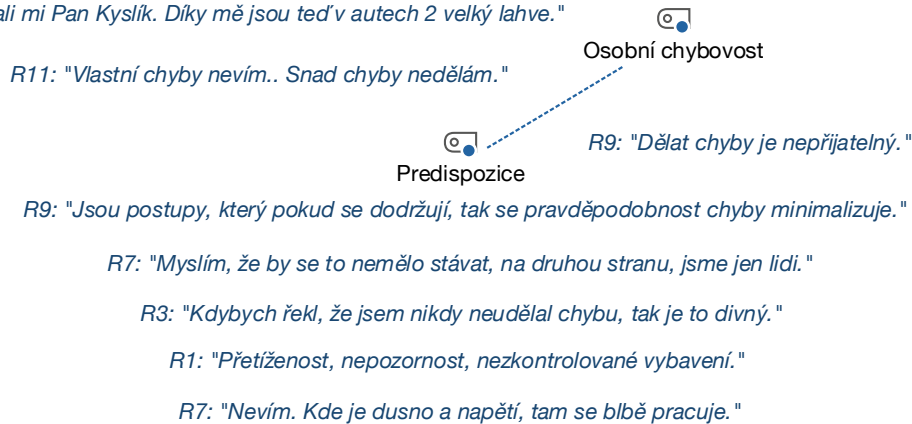 ali mi Pan Kyslík. Díky mě jsou teď v autech 2 velký lahve."
Osobní chybovost
R11: "Vlastní chyby nevím.. Snad chyby nedělám."
R9: "Dělat chyby je nepřijatelný."
Predispozice
R9: "Jsou postupy, který pokud se dodržují, tak se pravděpodobnost chyby minimalizuje."
R7: "Myslím, že by se to nemělo stávat, na druhou stranu, jsme jen lidi."
R3: "Kdybych řekl, že jsem nikdy neudělal chybu, tak je to divný."
R1: "Přetíženost, nepozornost, nezkontrolované vybavení."
R7: "Nevím. Kde je dusno a napětí, tam se blbě pracuje."